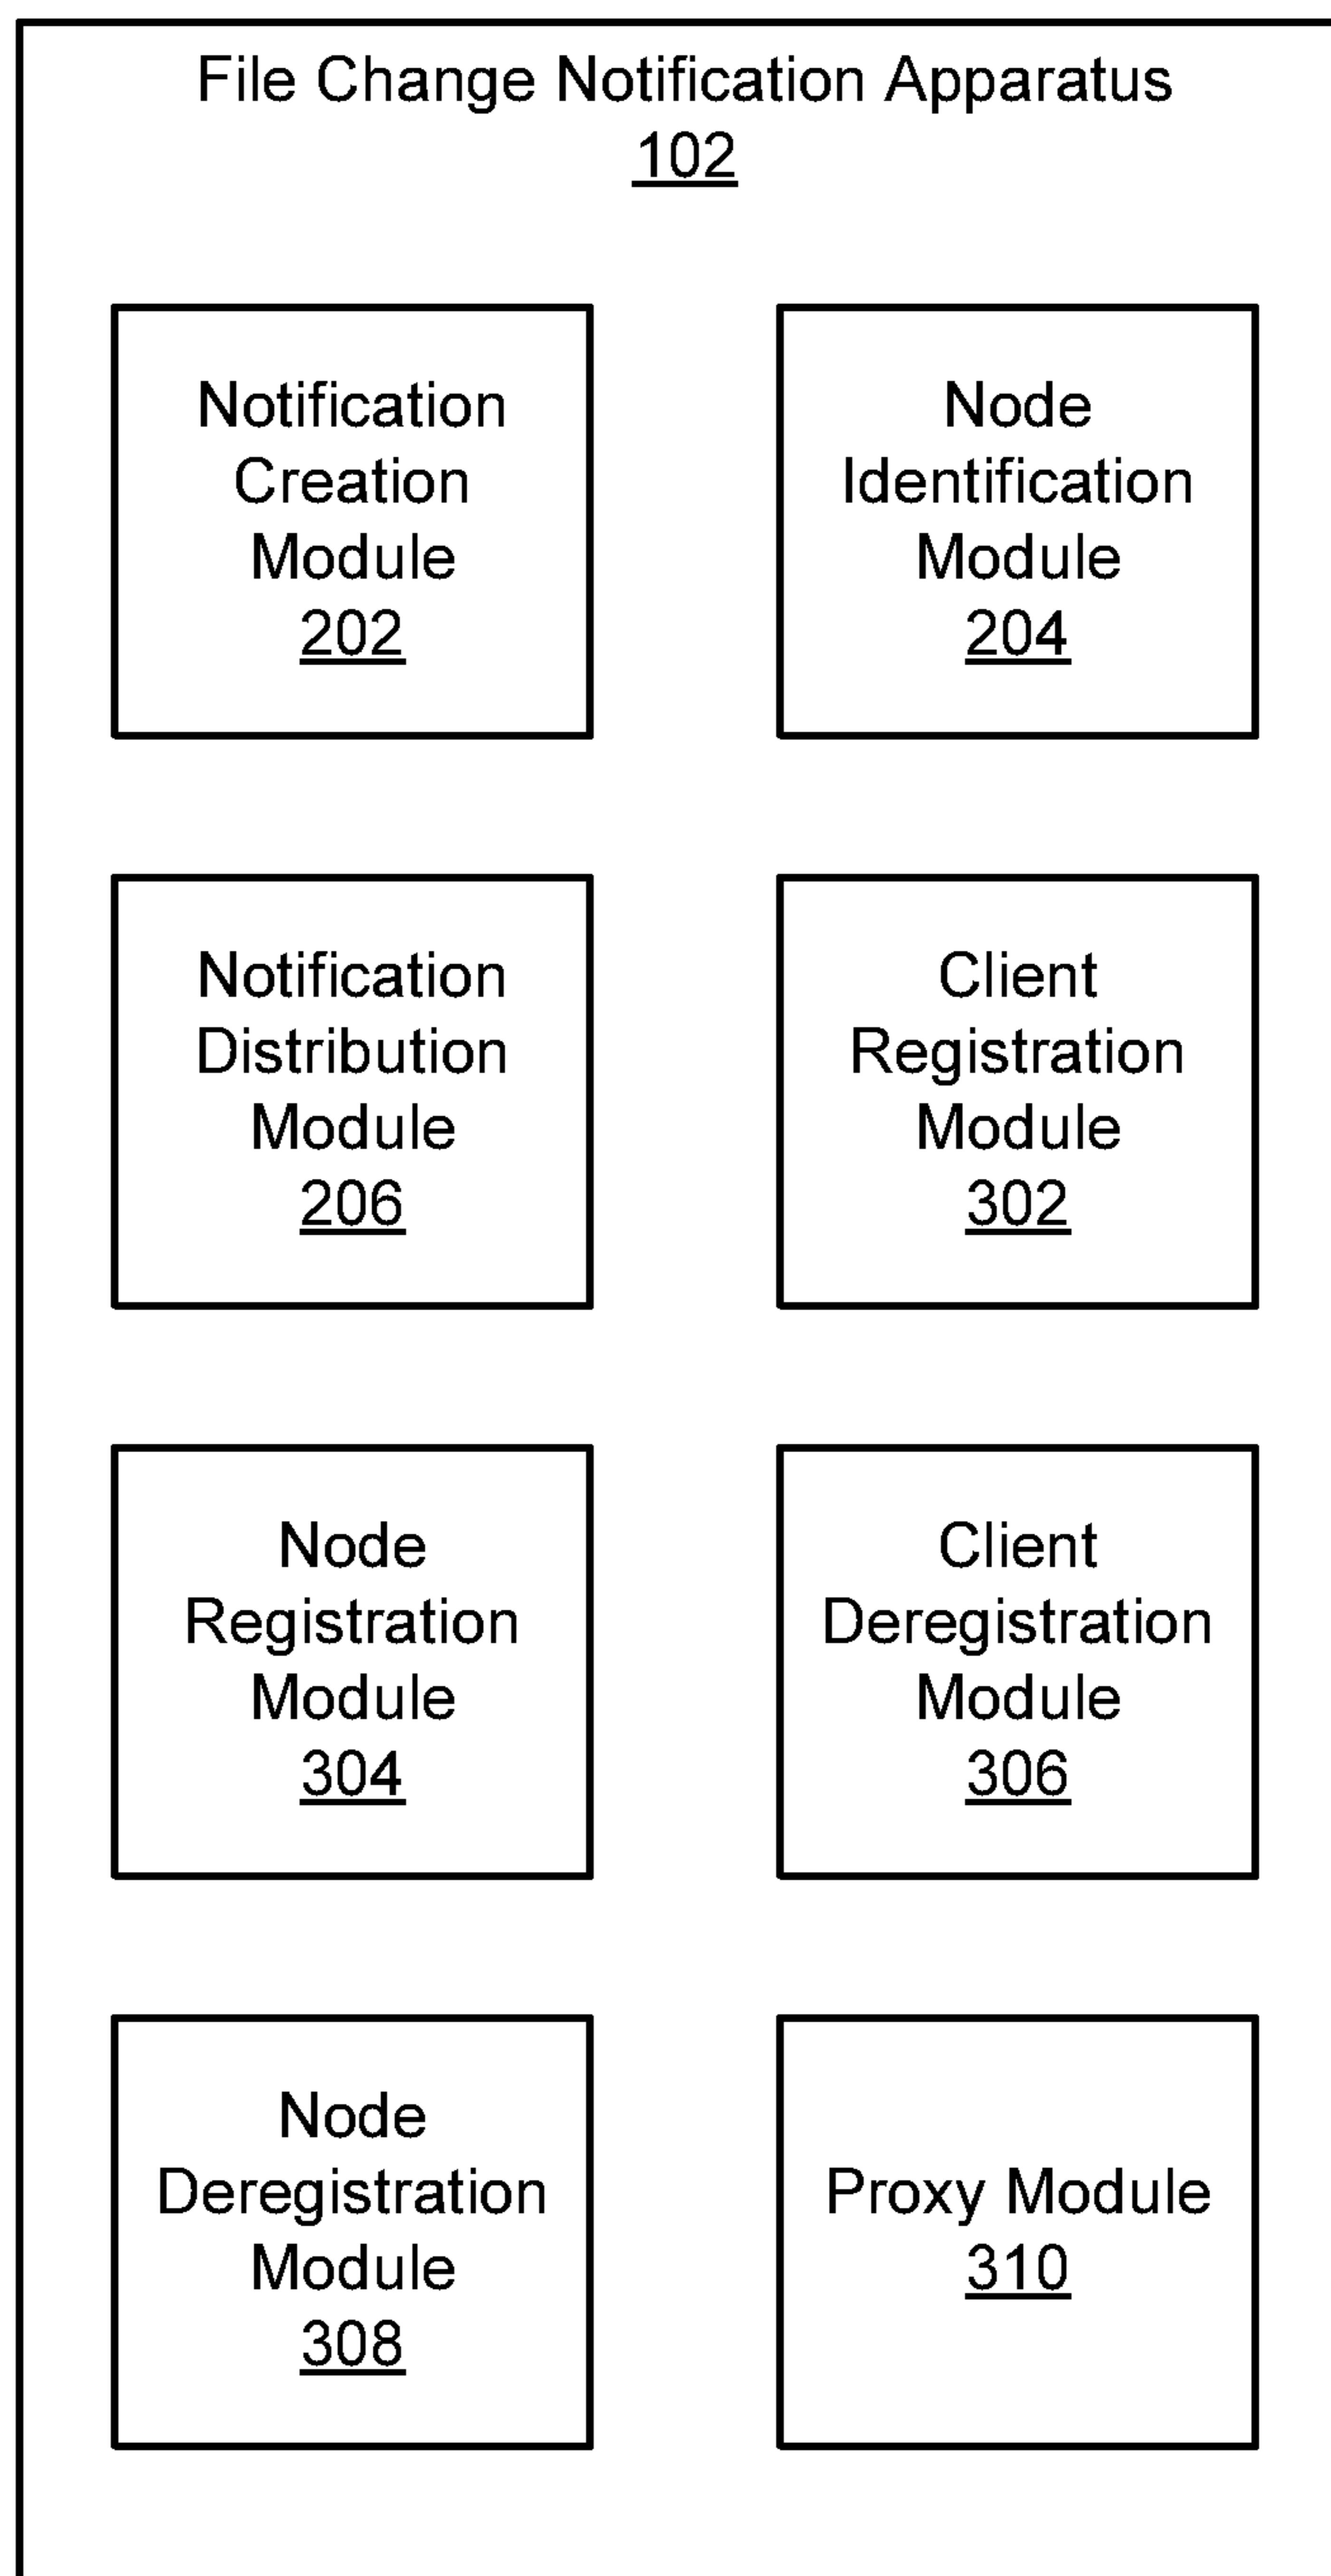 File Change Notification Apparatus
102
Notification
Creation
Module
202
Node
Identification
Module
204
Notification
Distribution
Module
206
Client
Registration
Module
302
Node
Registration
Module
304
Client
Deregistration
Module
306
Node
Deregistration
Module
308
Proxy Module
310